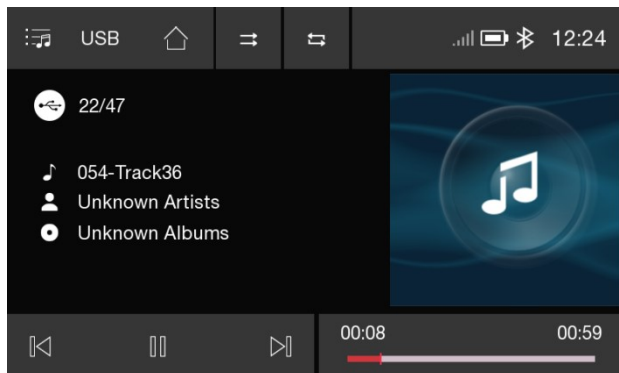 USB
12:24
22/47
054-Track36
Unknown Artists
Unknown Albums
00:08
00:59